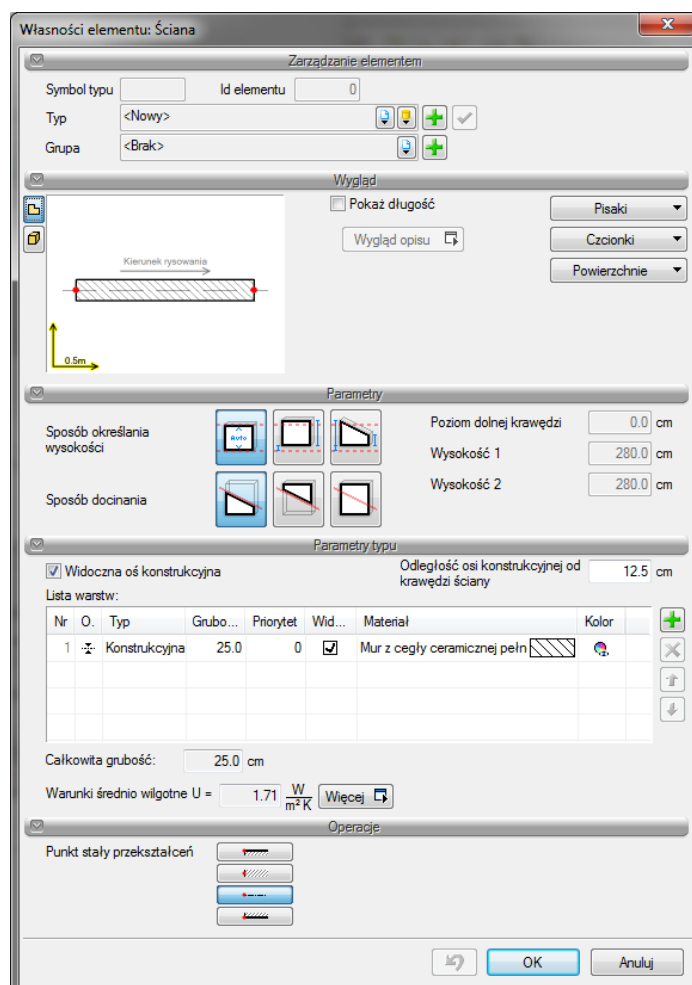 Własności elementu: Ściana
Zarządzanie elementem
Symbol typu Id elementu 0
Typ <Nowy>
Grupa <Brak>
Wygląd
Pokaż długość Pisaki
Wygląd opisu Czcionki
Powierzchnie
Kierunek rysowania
0.5m
Parametry
Sposób określania wysokości
Auto
Poziom dolnej krawędzi 0.0 cm
Wysokość 1 280.0 cm
Wysokość 2 280.0 cm
Sposób docinania
Parametry typu
Widoczna oś konstrukcyjna
Odległość osi konstrukcyjnej od
krawędzi ściany 12.5 cm
Lista warstw:
Nr O. Typ Grubo... Priorytet Wid... Materiał Kolor
1 Konstrukcyjna 25.0 0 Mur z cegły ceramicznej pełn
Całkowita grubość: 25.0 cm
Warunki średnio wilgotne U = 1.71 W/m² K Więcej
Operacje
Punkt stały przekształceń
OK Anuluj